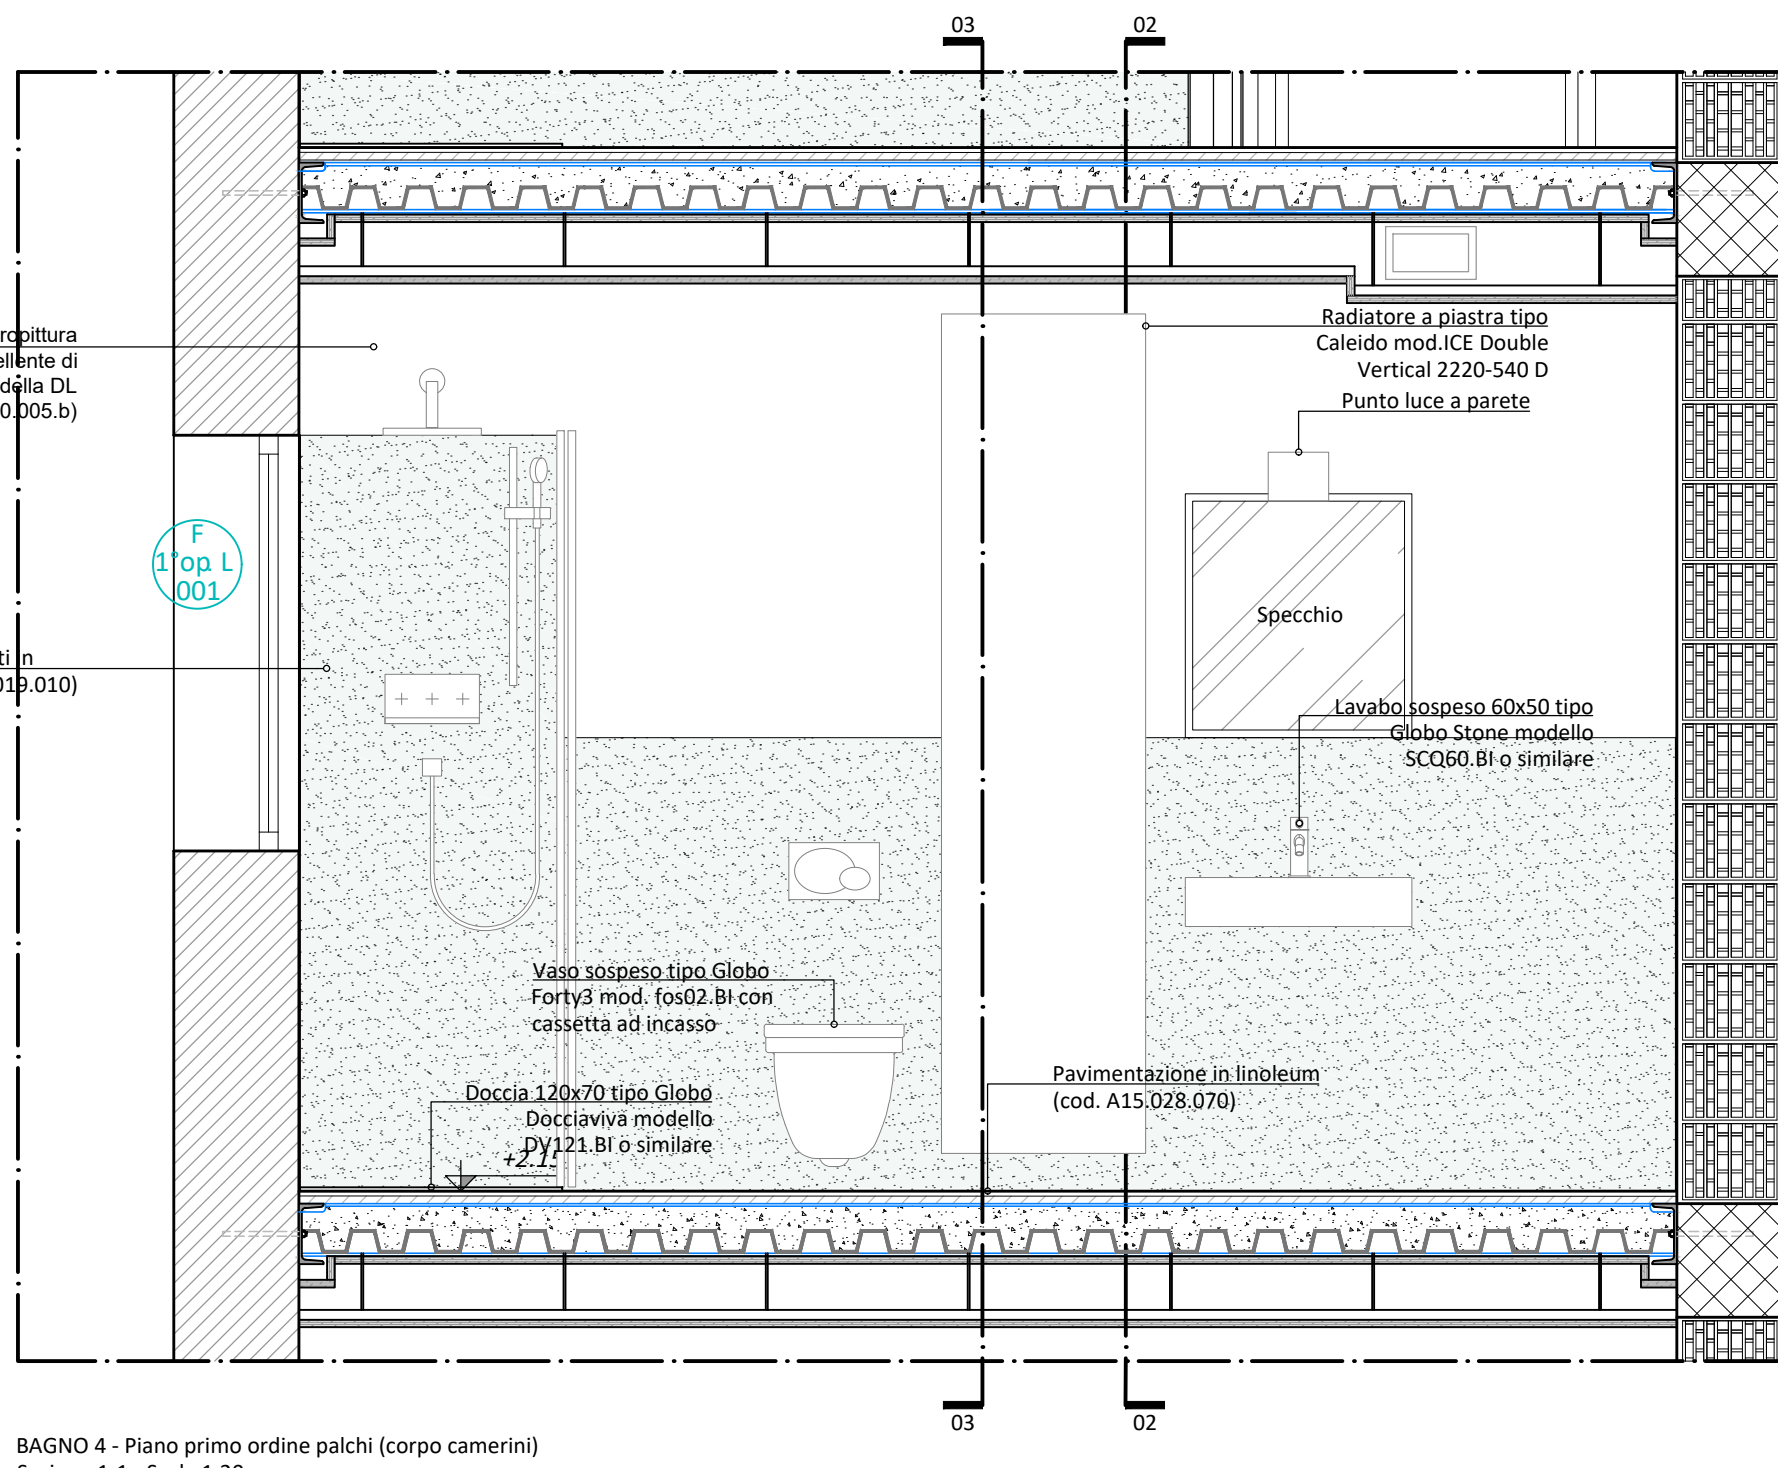 03
02
ropittura
ellente di
della DL
0.005.b)
Radiatore a piastra tipo
Caleido mod.ICE Double
Vertical 2220-540 D
Punto luce a parete
F
1°op. L
001
Specchio
ti in
019.010)
Lavabo sospeso 60x50 tipo
Globo Stone modello
SCQ60.BI o similare
Vaso sospeso tipo Globo
Forty3 mod. fos02.BI con
cassetta ad incasso
Pavimentazione in linoleum
(cod. A15.028.070)
Doccia 120x70 tipo Globo
Docciaviva modello
DV121.BI o similare
+2.15
03
02
BAGNO 4 - Piano primo ordine palchi (corpo camerini)